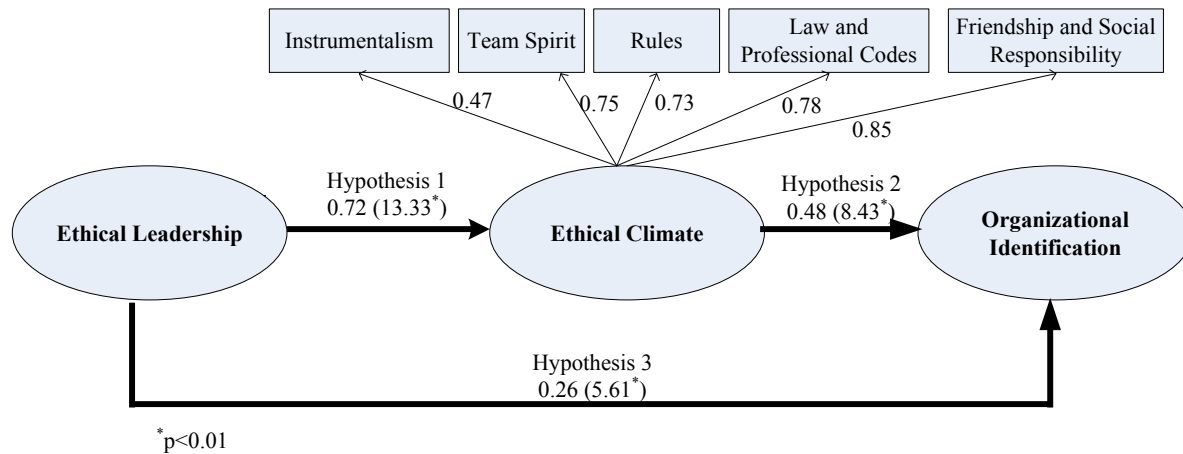 Instrumentalism
Team Spirit
Rules
Law and
Professional Codes
Friendship and Social
Responsibility
0.47
0.75
0.73
0.78
0.85
Ethical Leadership
Hypothesis 1
0.72 (13.33*)
Ethical Climate
Hypothesis 2
0.48 (8.43*)
Organizational
Identification
Hypothesis 3
0.26 (5.61*)
*p<0.01